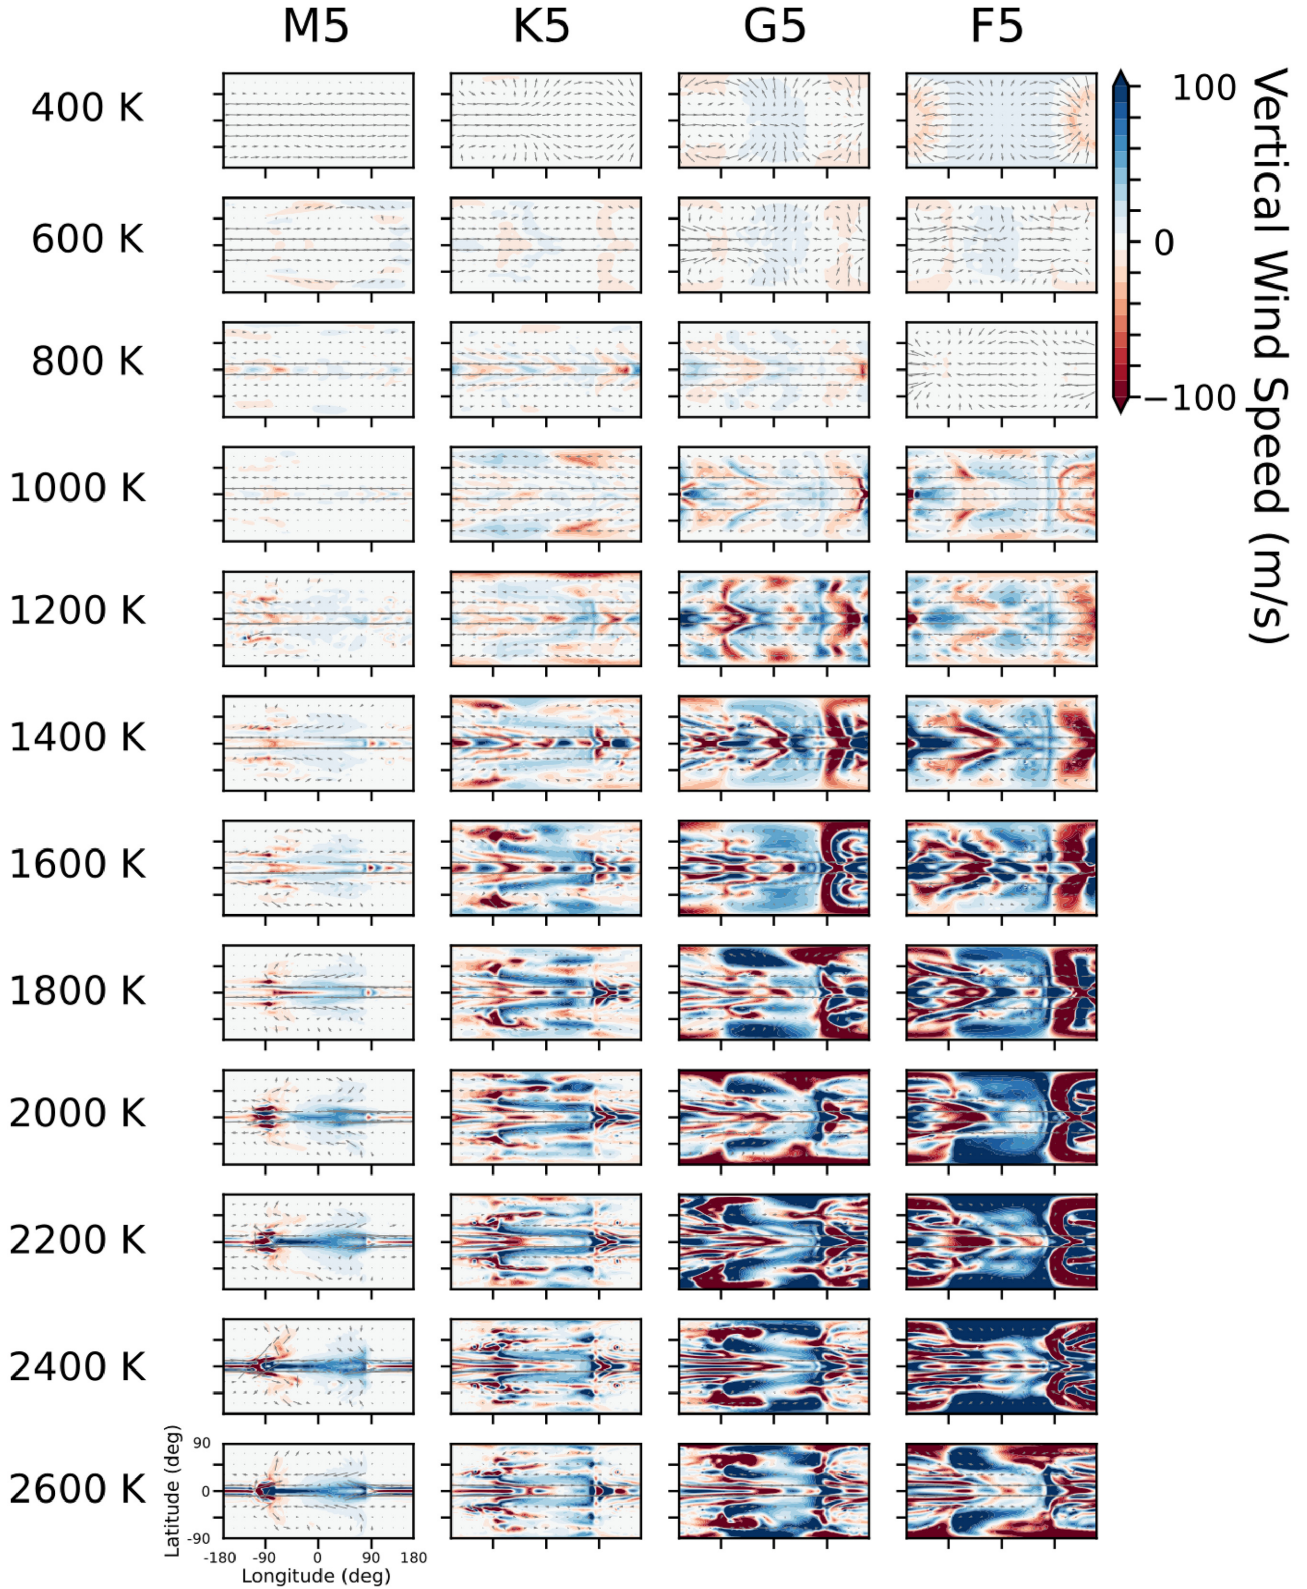 M5 K5 G5 F5
400 K
600 K
800 K
1000 K
1200 K
1400 K
1600 K
1800 K
2000 K
2200 K
2400 K
2600 K
100
0
−100
Vertical Wind Speed (m/s)
90
0
-90
Latitude (deg)
-180 -90 0 90 180
Longitude (deg)